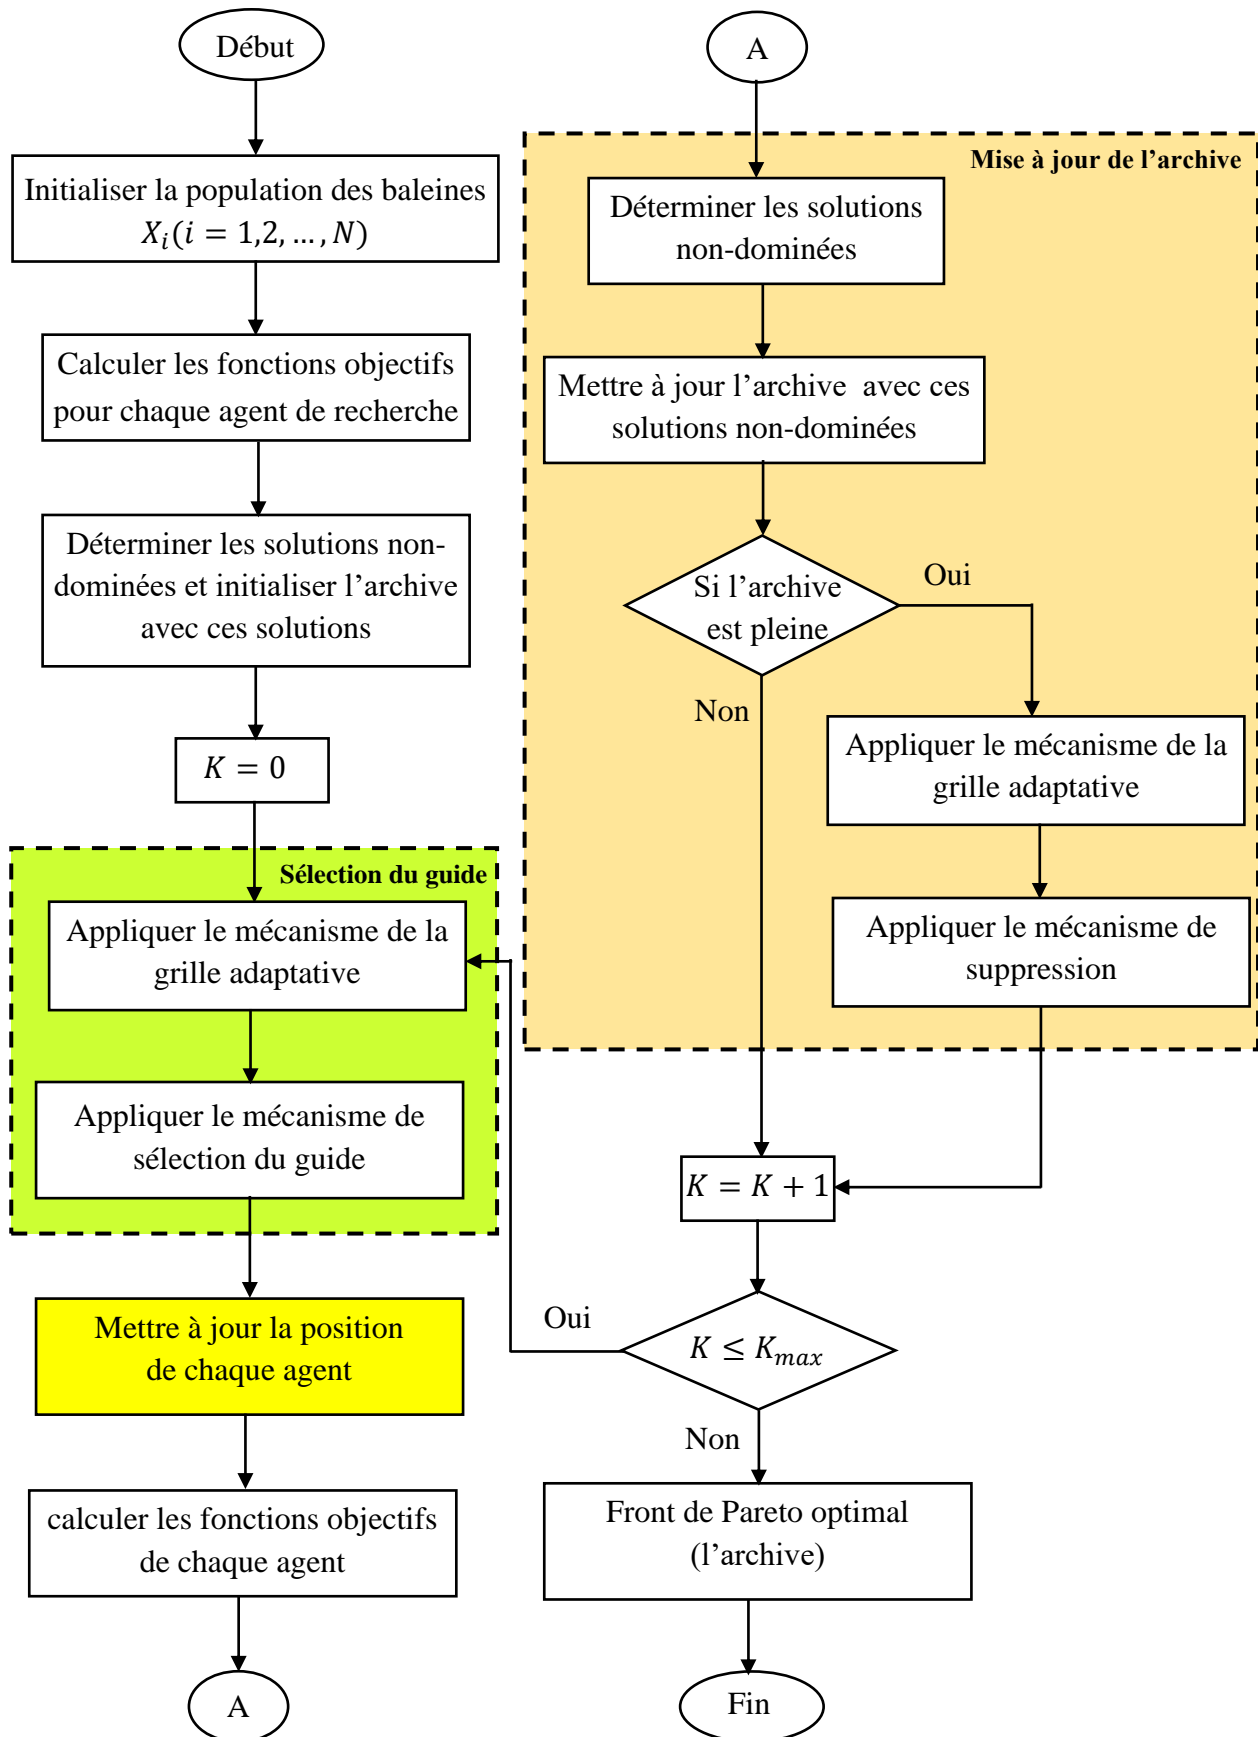 Début
Initialiser la population des baleines
X_i(i = 1,2, … , N)
Calculer les fonctions objectifs
pour chaque agent de recherche
Déterminer les solutions non-
dominées et initialiser l’archive
avec ces solutions
K = 0
Sélection du guide
Appliquer le mécanisme de la
grille adaptative
Appliquer le mécanisme de
sélection du guide
Mettre à jour la position
de chaque agent
calculer les fonctions objectifs
de chaque agent
A
A
Mise à jour de l’archive
Déterminer les solutions
non-dominées
Mettre à jour l’archive avec ces
solutions non-dominées
Si l’archive
est pleine
Oui
Non
Appliquer le mécanisme de la
grille adaptative
Appliquer le mécanisme de
suppression
K = K + 1
K ≤ K_max
Oui
Non
Front de Pareto optimal
(l’archive)
Fin